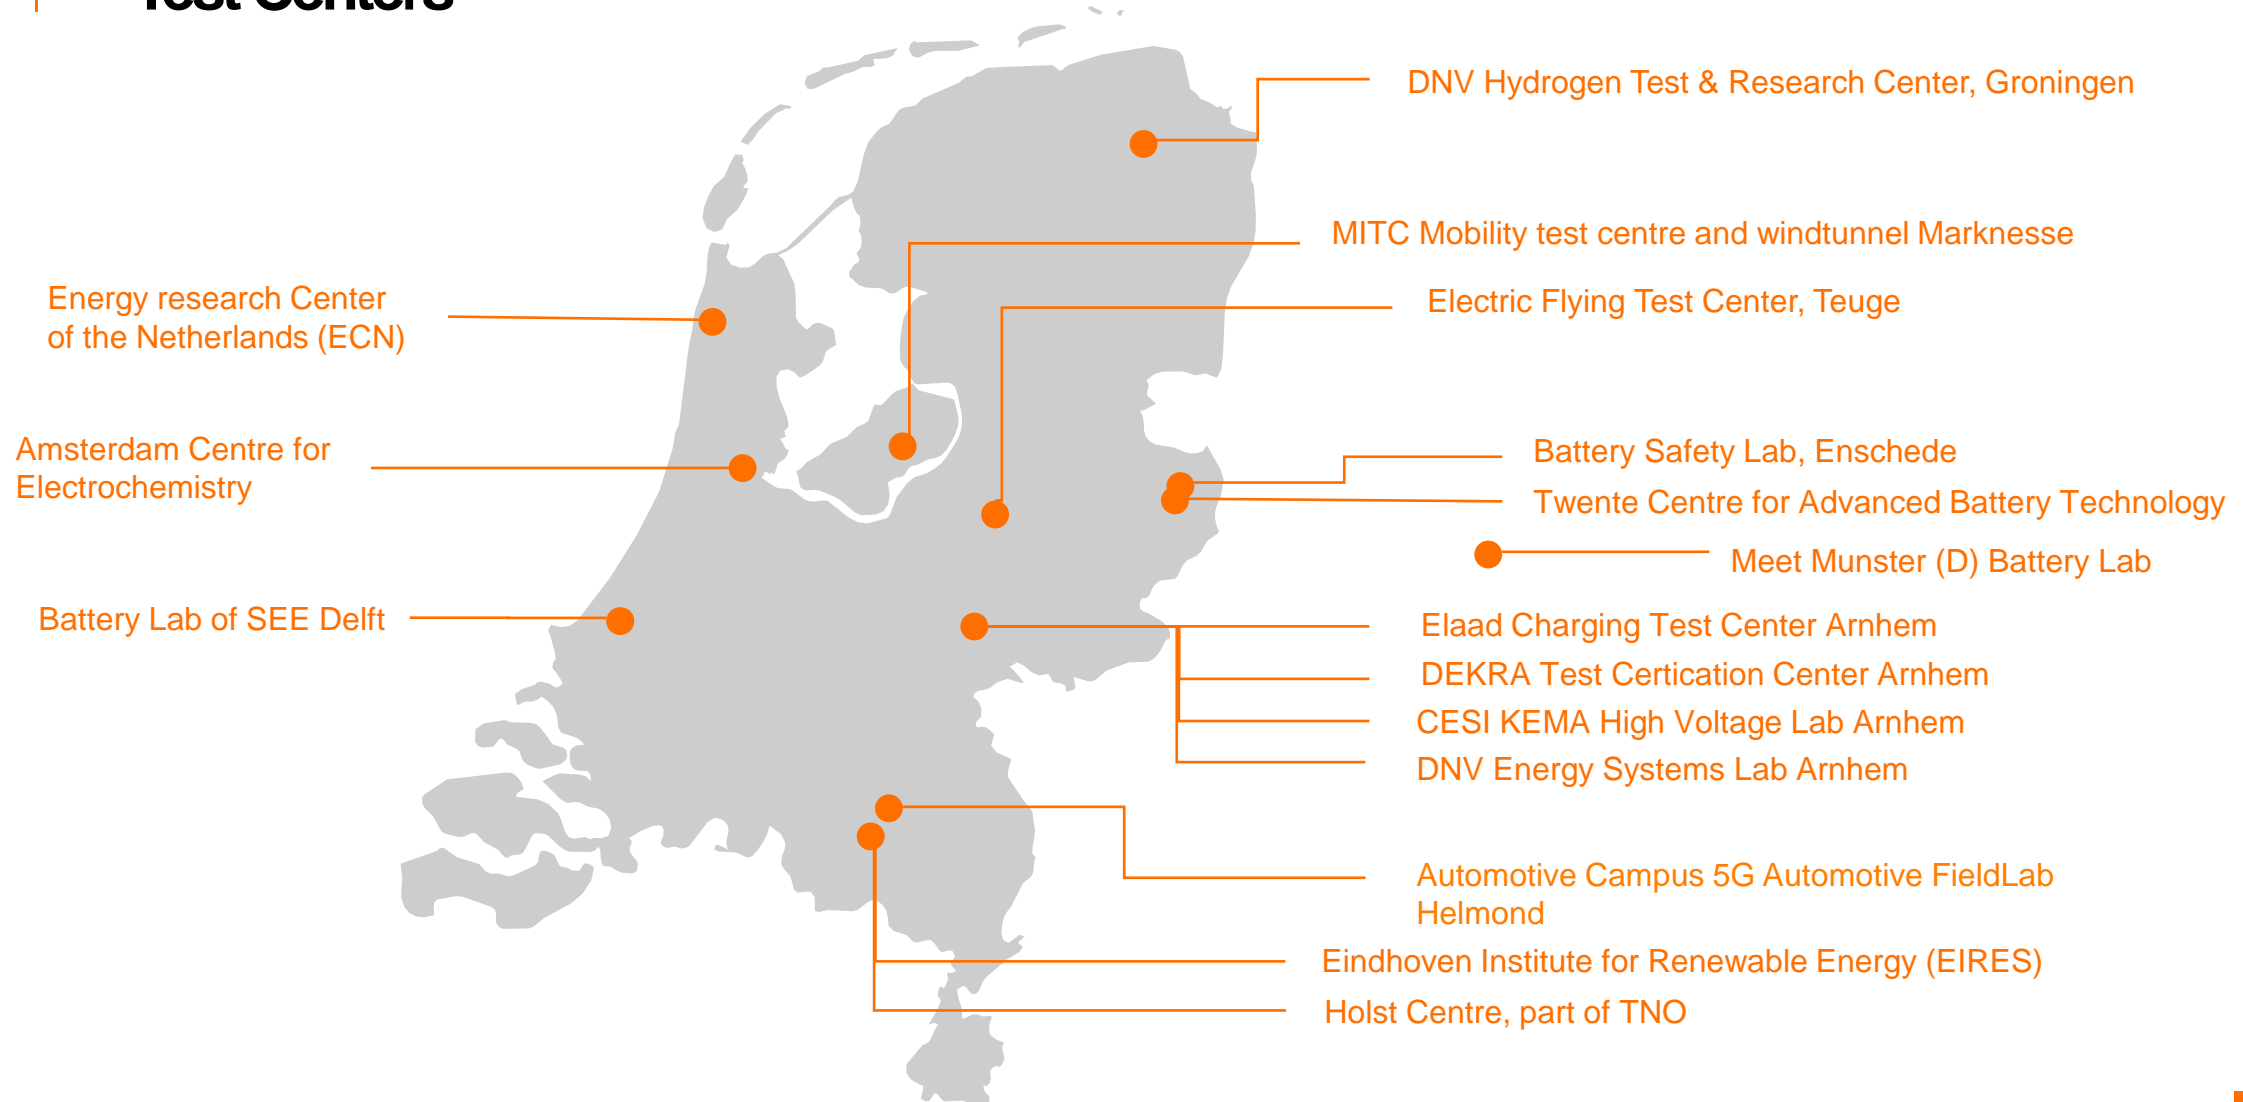 Test Centers
DNV Hydrogen Test & Research Center, Groningen
MITC Mobility test centre and windtunnel Marknesse
Electric Flying Test Center, Teuge
Energy research Center
of the Netherlands (ECN)
Amsterdam Centre for
Electrochemistry
Battery Safety Lab, Enschede
Twente Centre for Advanced Battery Technology
Meet Munster (D) Battery Lab
Battery Lab of SEE Delft
Elaad Charging Test Center Arnhem
DEKRA Test Certication Center Arnhem
CESI KEMA High Voltage Lab Arnhem
DNV Energy Systems Lab Arnhem
Automotive Campus 5G Automotive FieldLab
Helmond
Eindhoven Institute for Renewable Energy (EIRES)
Holst Centre, part of TNO